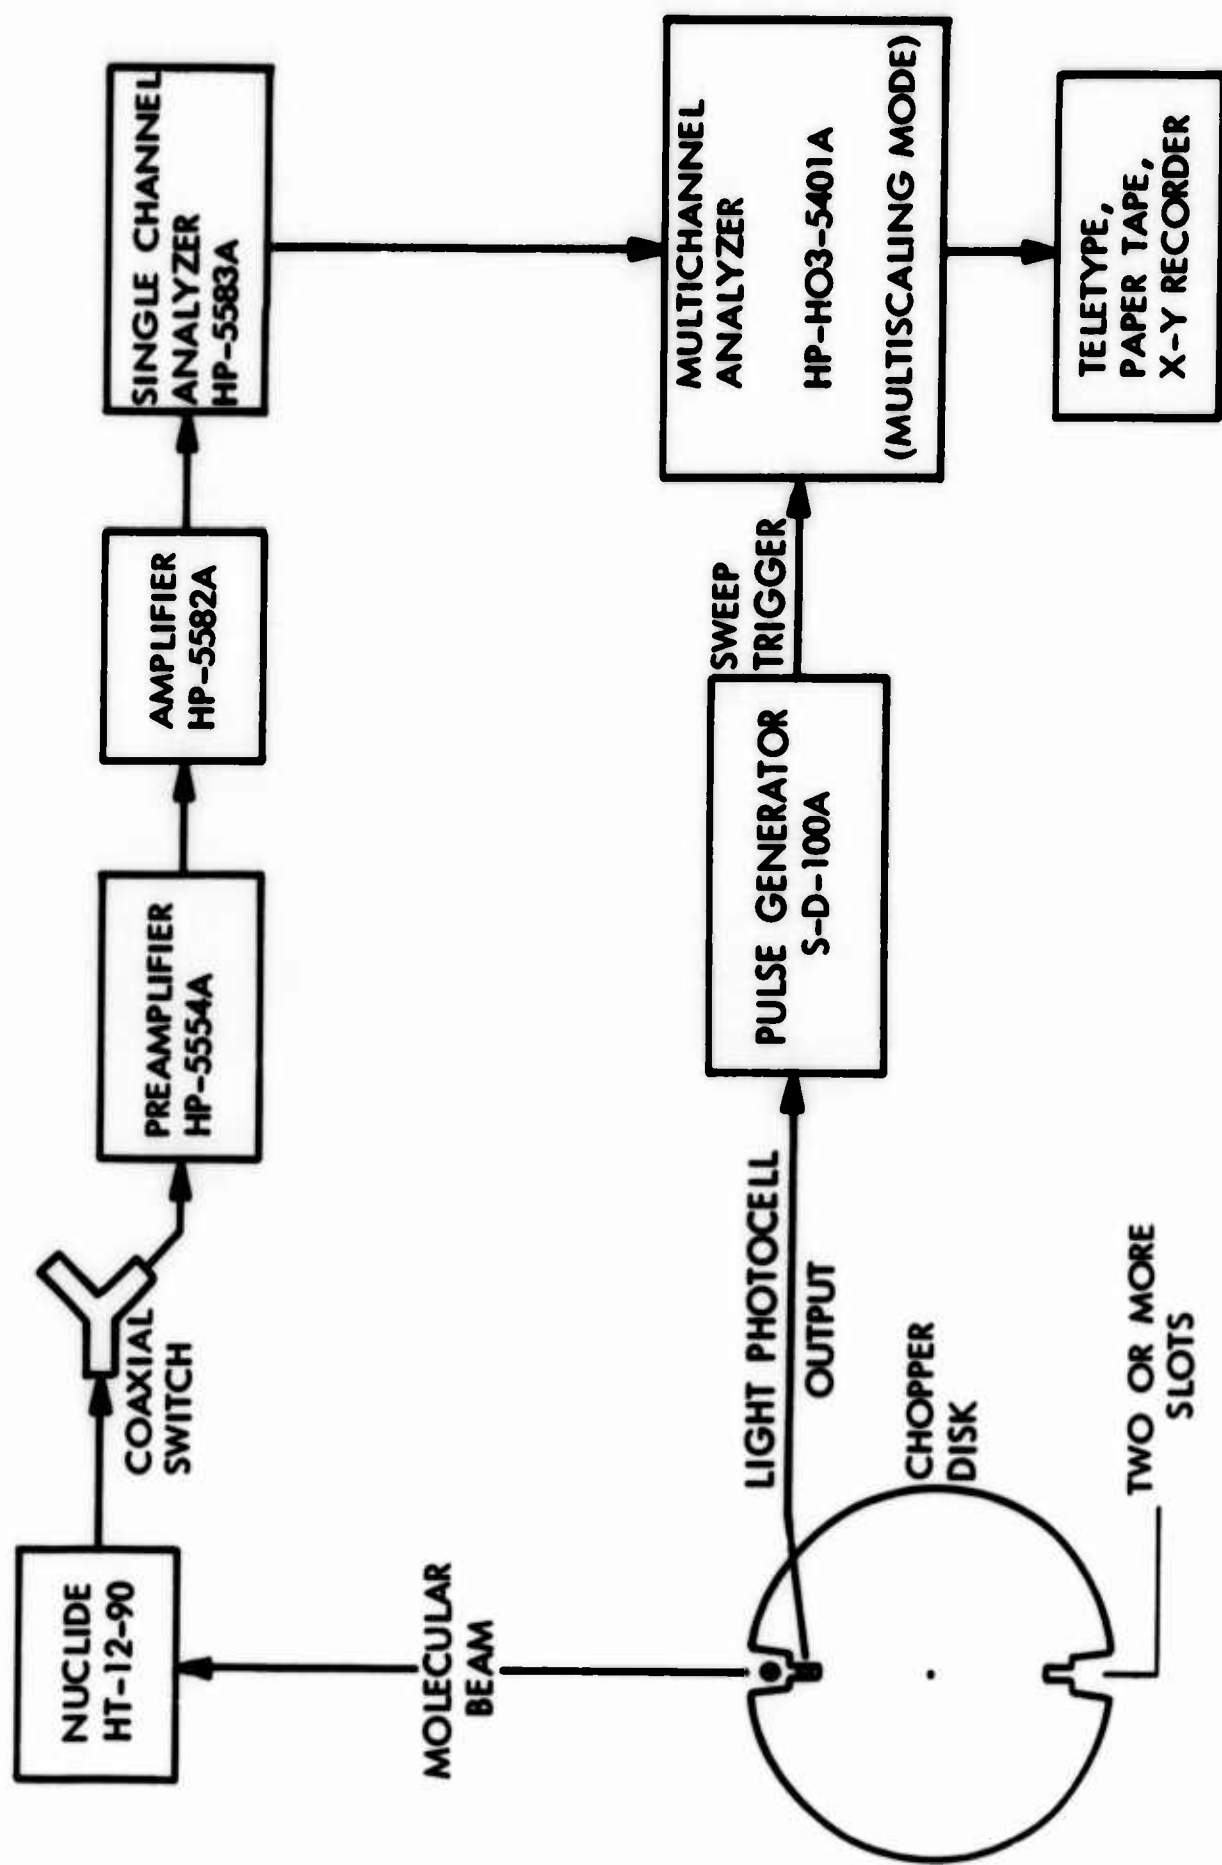 NUCLIDE
HT-12-90
COAXIAL
SWITCH
PREAMPLIFIER
HP-5554A
AMPLIFIER
HP-5582A
SINGLE CHANNEL
ANALYZER
HP-5583A
MOLECULAR
BEAM
LIGHT PHOTOCELL
OUTPUT
PULSE GENERATOR
S-D-100A
SWEEP
TRIGGER
MULTICHANNEL
ANALYZER
HP-HO3-5401A
(MULTISCALING MODE)
CHOPPER
DISK
TWO OR MORE
SLOTS
TELETYPE,
PAPER TAPE,
X-Y RECORDER